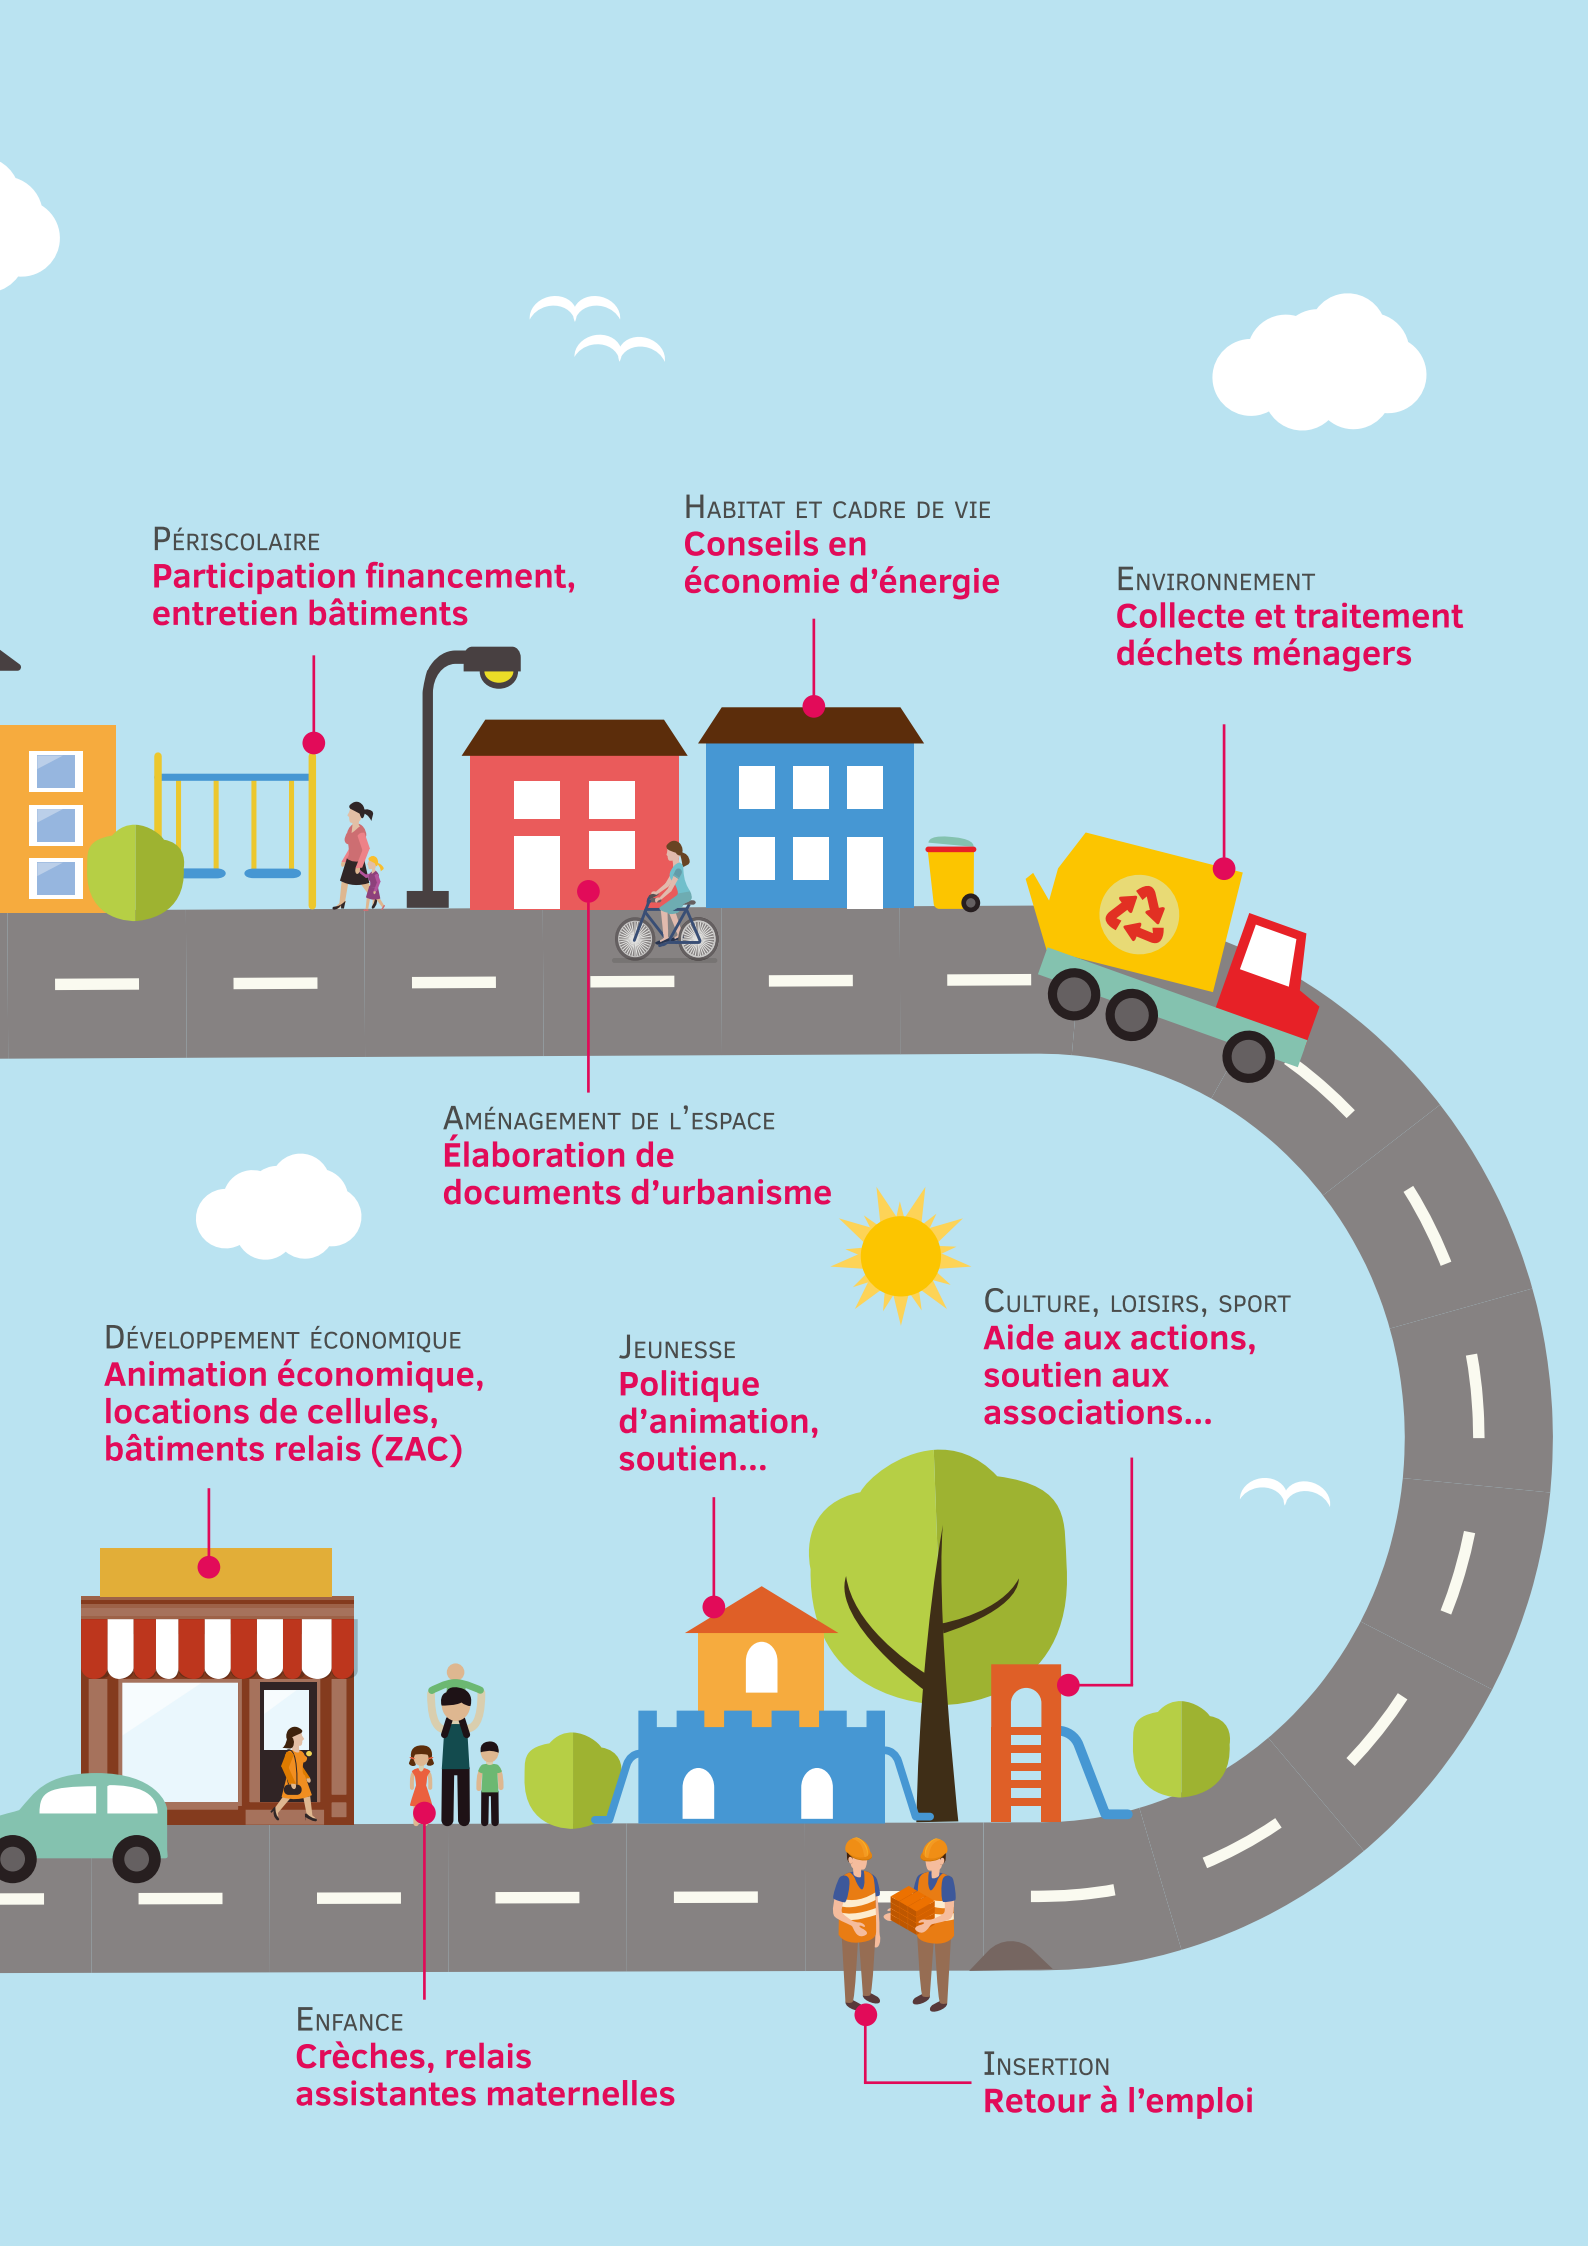 Habitat et cadre de vie
Conseils en
économie d’énergie
Périscolaire
Participation financement,
entretien bâtiments
Environnement
Collecte et traitement
déchets ménagers
Aménagement de l’espace
Élaboration de
documents d’urbanisme
Culture, loisirs, sport
Aide aux actions,
soutien aux
associations...
Développement économique
Animation économique,
locations de cellules,
bâtiments relais (ZAC)
Jeunesse
Politique
d’animation,
soutien...
Enfance
Crèches, relais
assistantes maternelles
Insertion
Retour à l’emploi